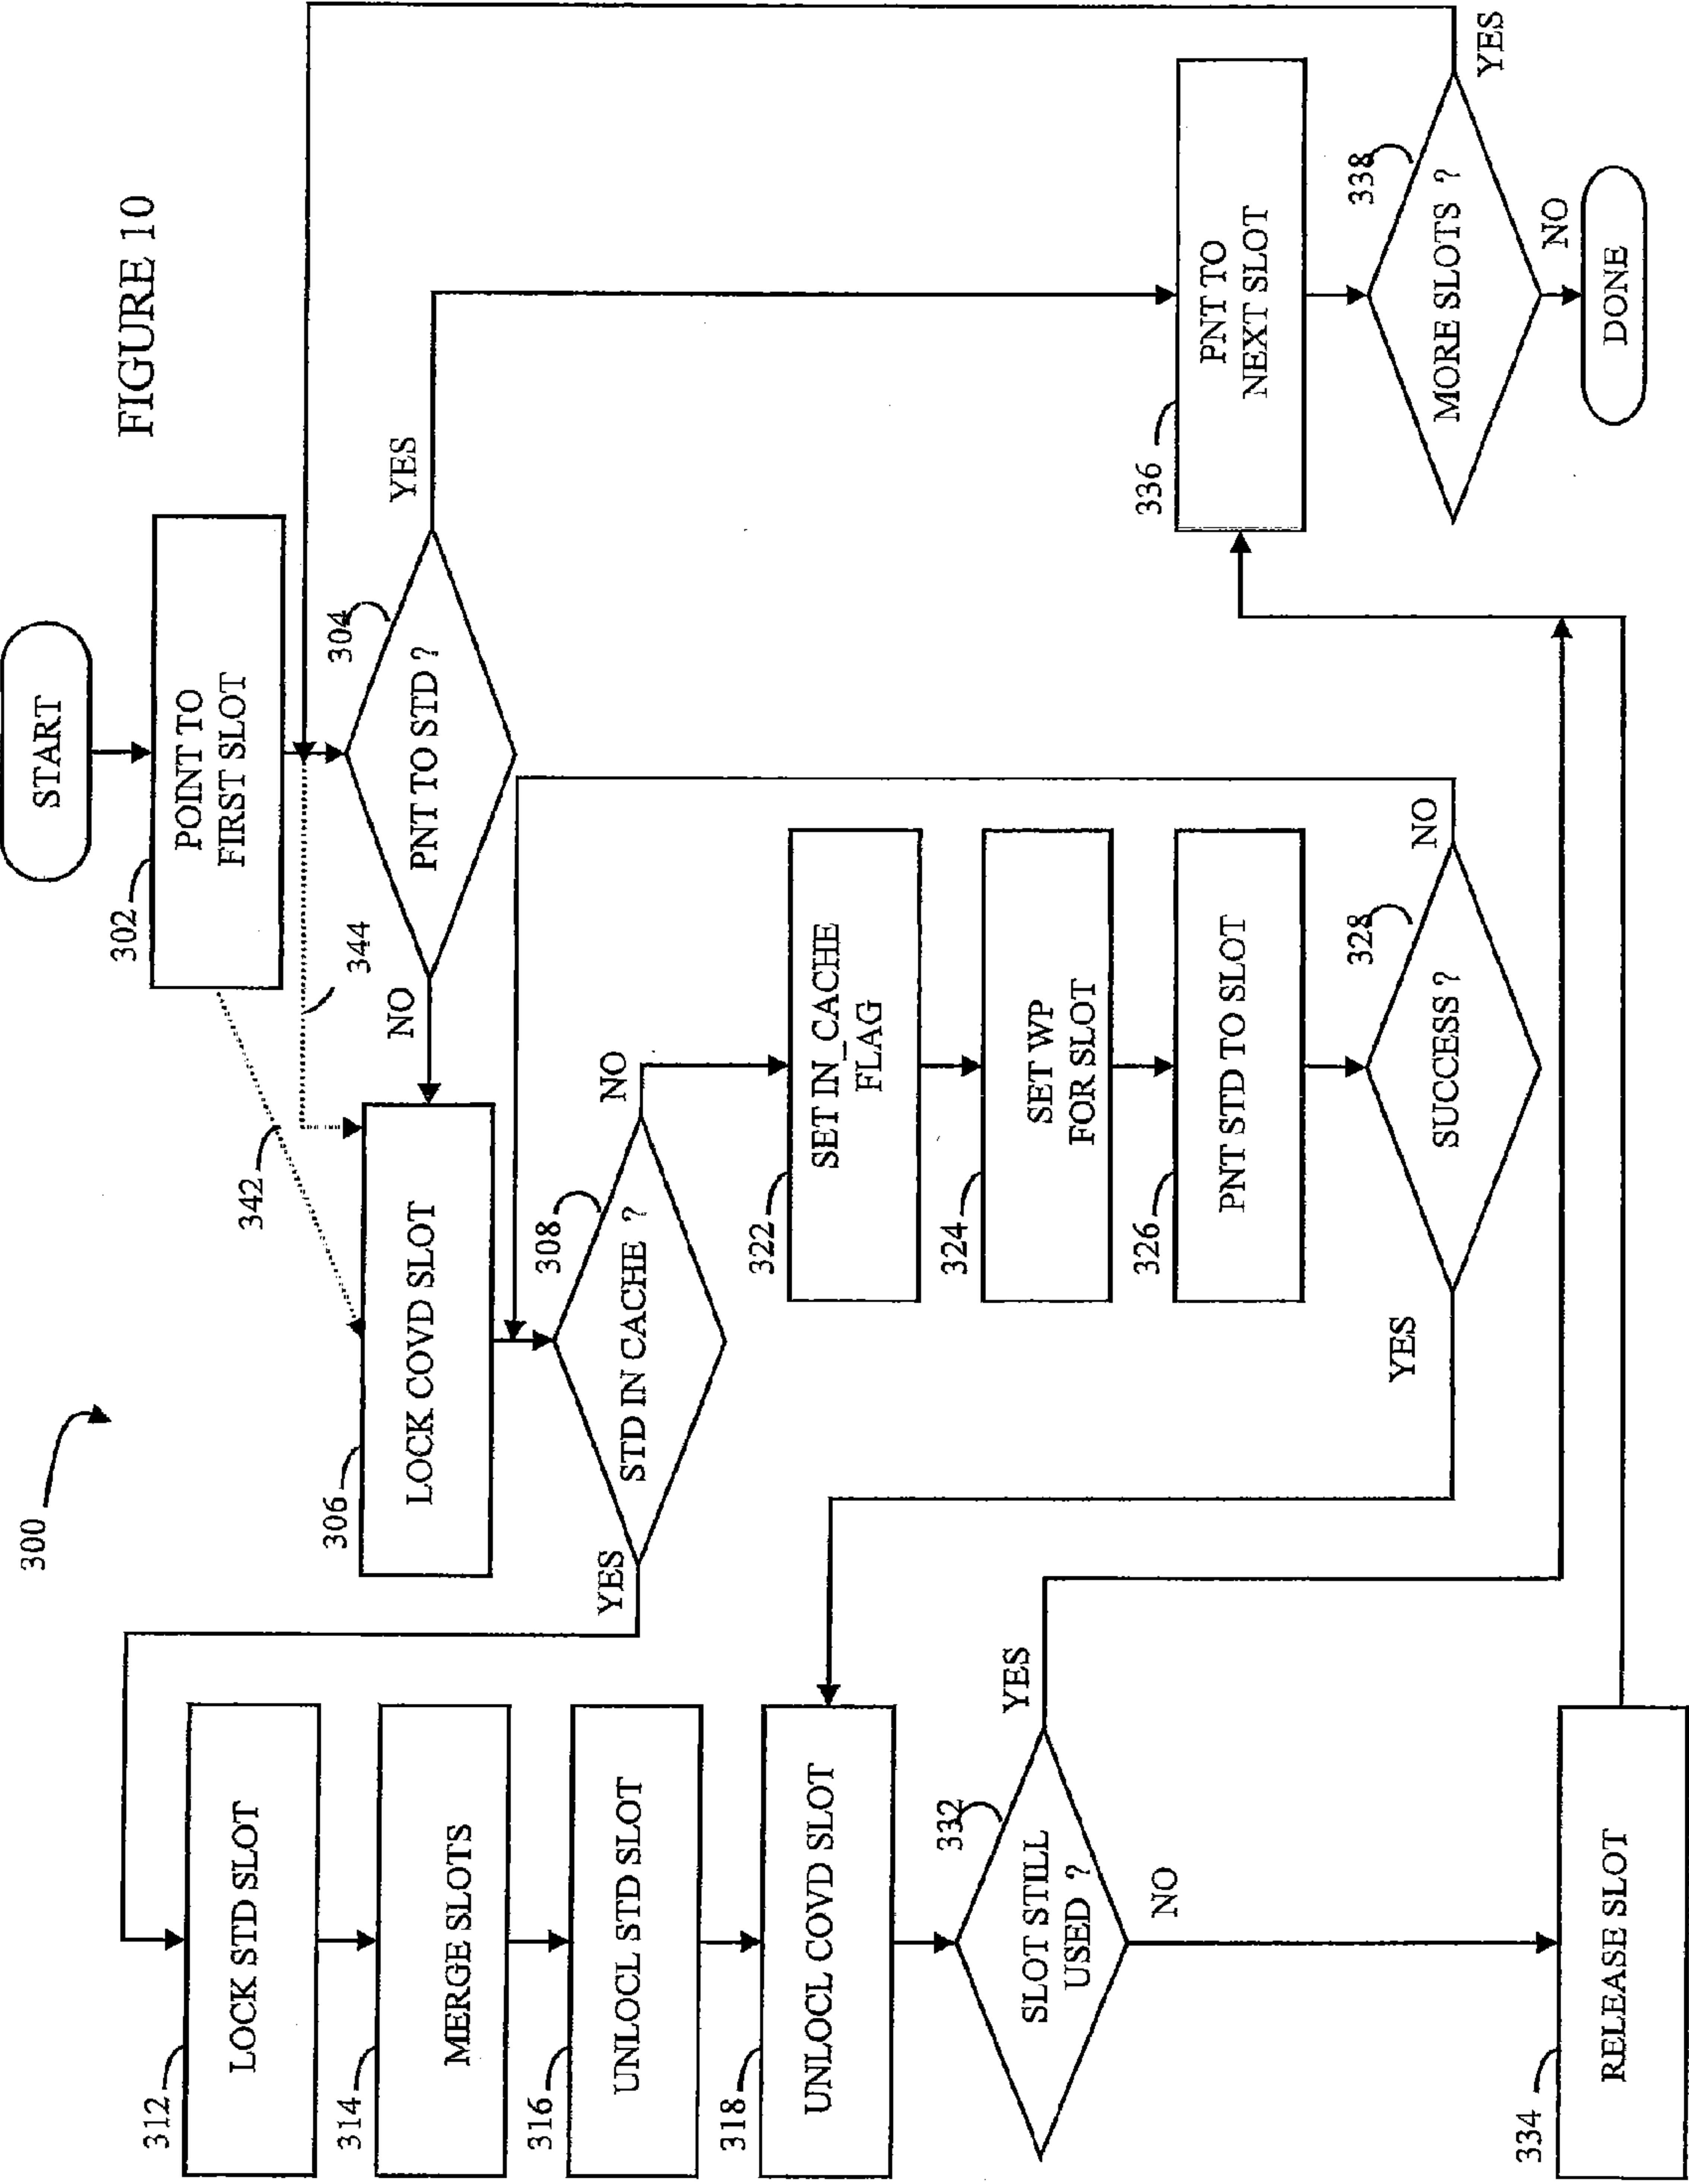 FIGURE 10
300
START
302
POINT TO
FIRST SLOT
342
344
304
PNT TO STD ?
YES
NO
306
LOCK COVD SLOT
308
STD IN CACHE ?
YES
NO
312
LOCK STD SLOT
314
MERGE SLOTS
316
UNLOCL STD SLOT
318
UNLOCL COVD SLOT
322
SET IN_CACHE
FLAG
324
SET WP
FOR SLOT
326
PNT STD TO SLOT
328
SUCCESS ?
YES
NO
332
SLOT STILL
USED ?
YES
NO
334
RELEASE SLOT
336
PNT TO
NEXT SLOT
338
MORE SLOTS ?
YES
NO
DONE